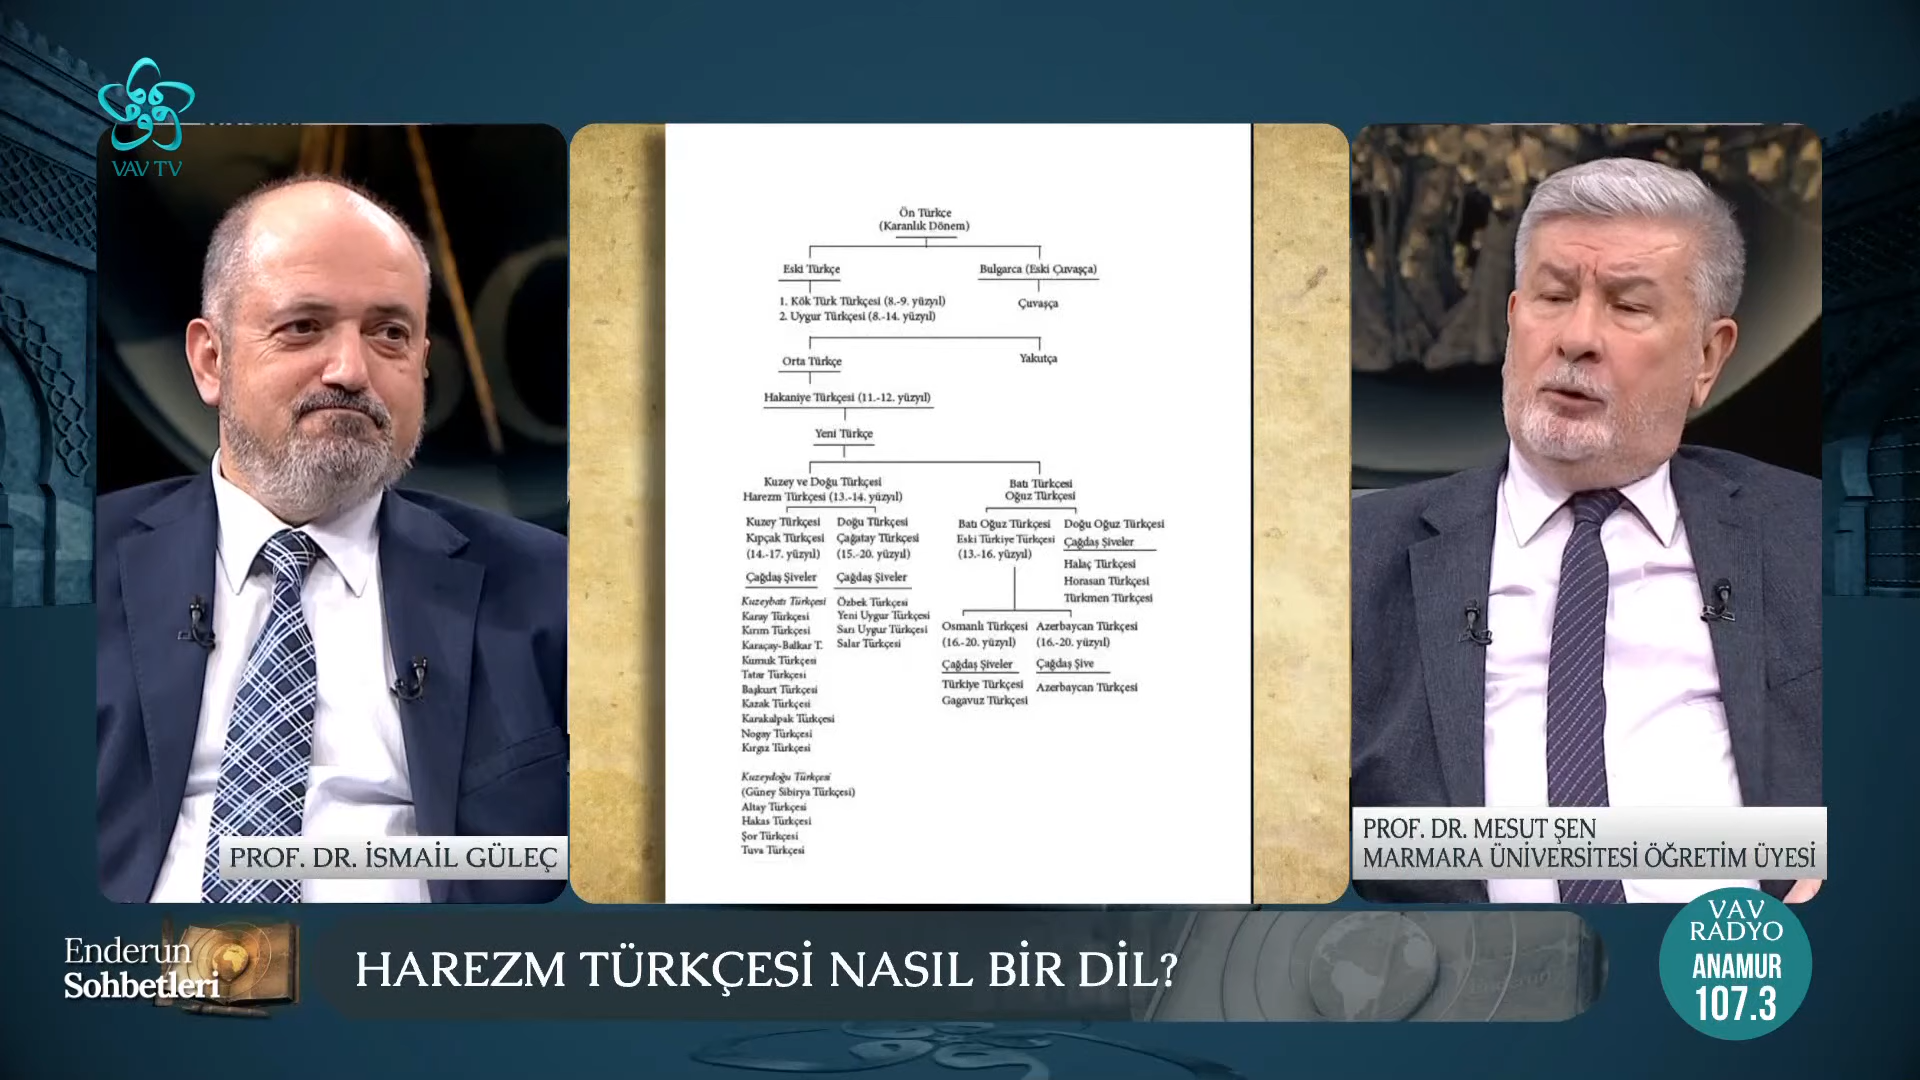 VAV TV
Ön Türkçe
(Karanlık Dönem)
Eski Türkçe
Bulgarca (Eski Çuvaşça)
1. Kök Türk Türkçesi (8.-9. yüzyıl)
2. Uygur Türkçesi (8.-14. yüzyıl)
Çuvaşça
Orta Türkçe
Yakutça
Hakaniye Türkçesi (11.-12. yüzyıl)
Yeni Türkçe
Kuzey ve Doğu Türkçesi
Harezm Türkçesi (13.-14. yüzyıl)
Batı Türkçesi
Oğuz Türkçesi
Kuzey Türkçesi
Kıpçak Türkçesi
(14.-17. yüzyıl)
Çağdaş Şiveler
Kuzeybatı Türkçesi
Karay Türkçesi
Kırım Türkçesi
Karaçay-Balkar T.
Kumuk Türkçesi
Tatar Türkçesi
Başkurt Türkçesi
Kazak Türkçesi
Karakalpak Türkçesi
Nogay Türkçesi
Kırgız Türkçesi
Kuzeydoğu Türkçesi
(Güney Sibirya Türkçesi)
Altay Türkçesi
Hakas Türkçesi
Şor Türkçesi
Tuva Türkçesi
Doğu Türkçesi
Çağatay Türkçesi
(15.-20. yüzyıl)
Çağdaş Şiveler
Özbek Türkçesi
Yeni Uygur Türkçesi
Sarı Uygur Türkçesi
Salar Türkçesi
Batı Oğuz Türkçesi
Eski Türkiye Türkçesi
(13.-16. yüzyıl)
Doğu Oğuz Türkçesi
Çağdaş Şiveler
Halaç Türkçesi
Horasan Türkçesi
Türkmen Türkçesi
Osmanlı Türkçesi
(16.-20. yüzyıl)
Çağdaş Şiveler
Türkiye Türkçesi
Gagavuz Türkçesi
Azerbaycan Türkçesi
(16.-20. yüzyıl)
Çağdaş Şive
Azerbaycan Türkçesi
PROF. DR. İSMAİL GÜLEÇ
PROF. DR. MESUT ŞEN
MARMARA ÜNİVERSİTESİ ÖĞRETİM ÜYESİ
Enderun
Sohbetleri
HAREZM TÜRKÇESİ NASIL BİR DİL?
VAV
RADYO
ANAMUR
107.3